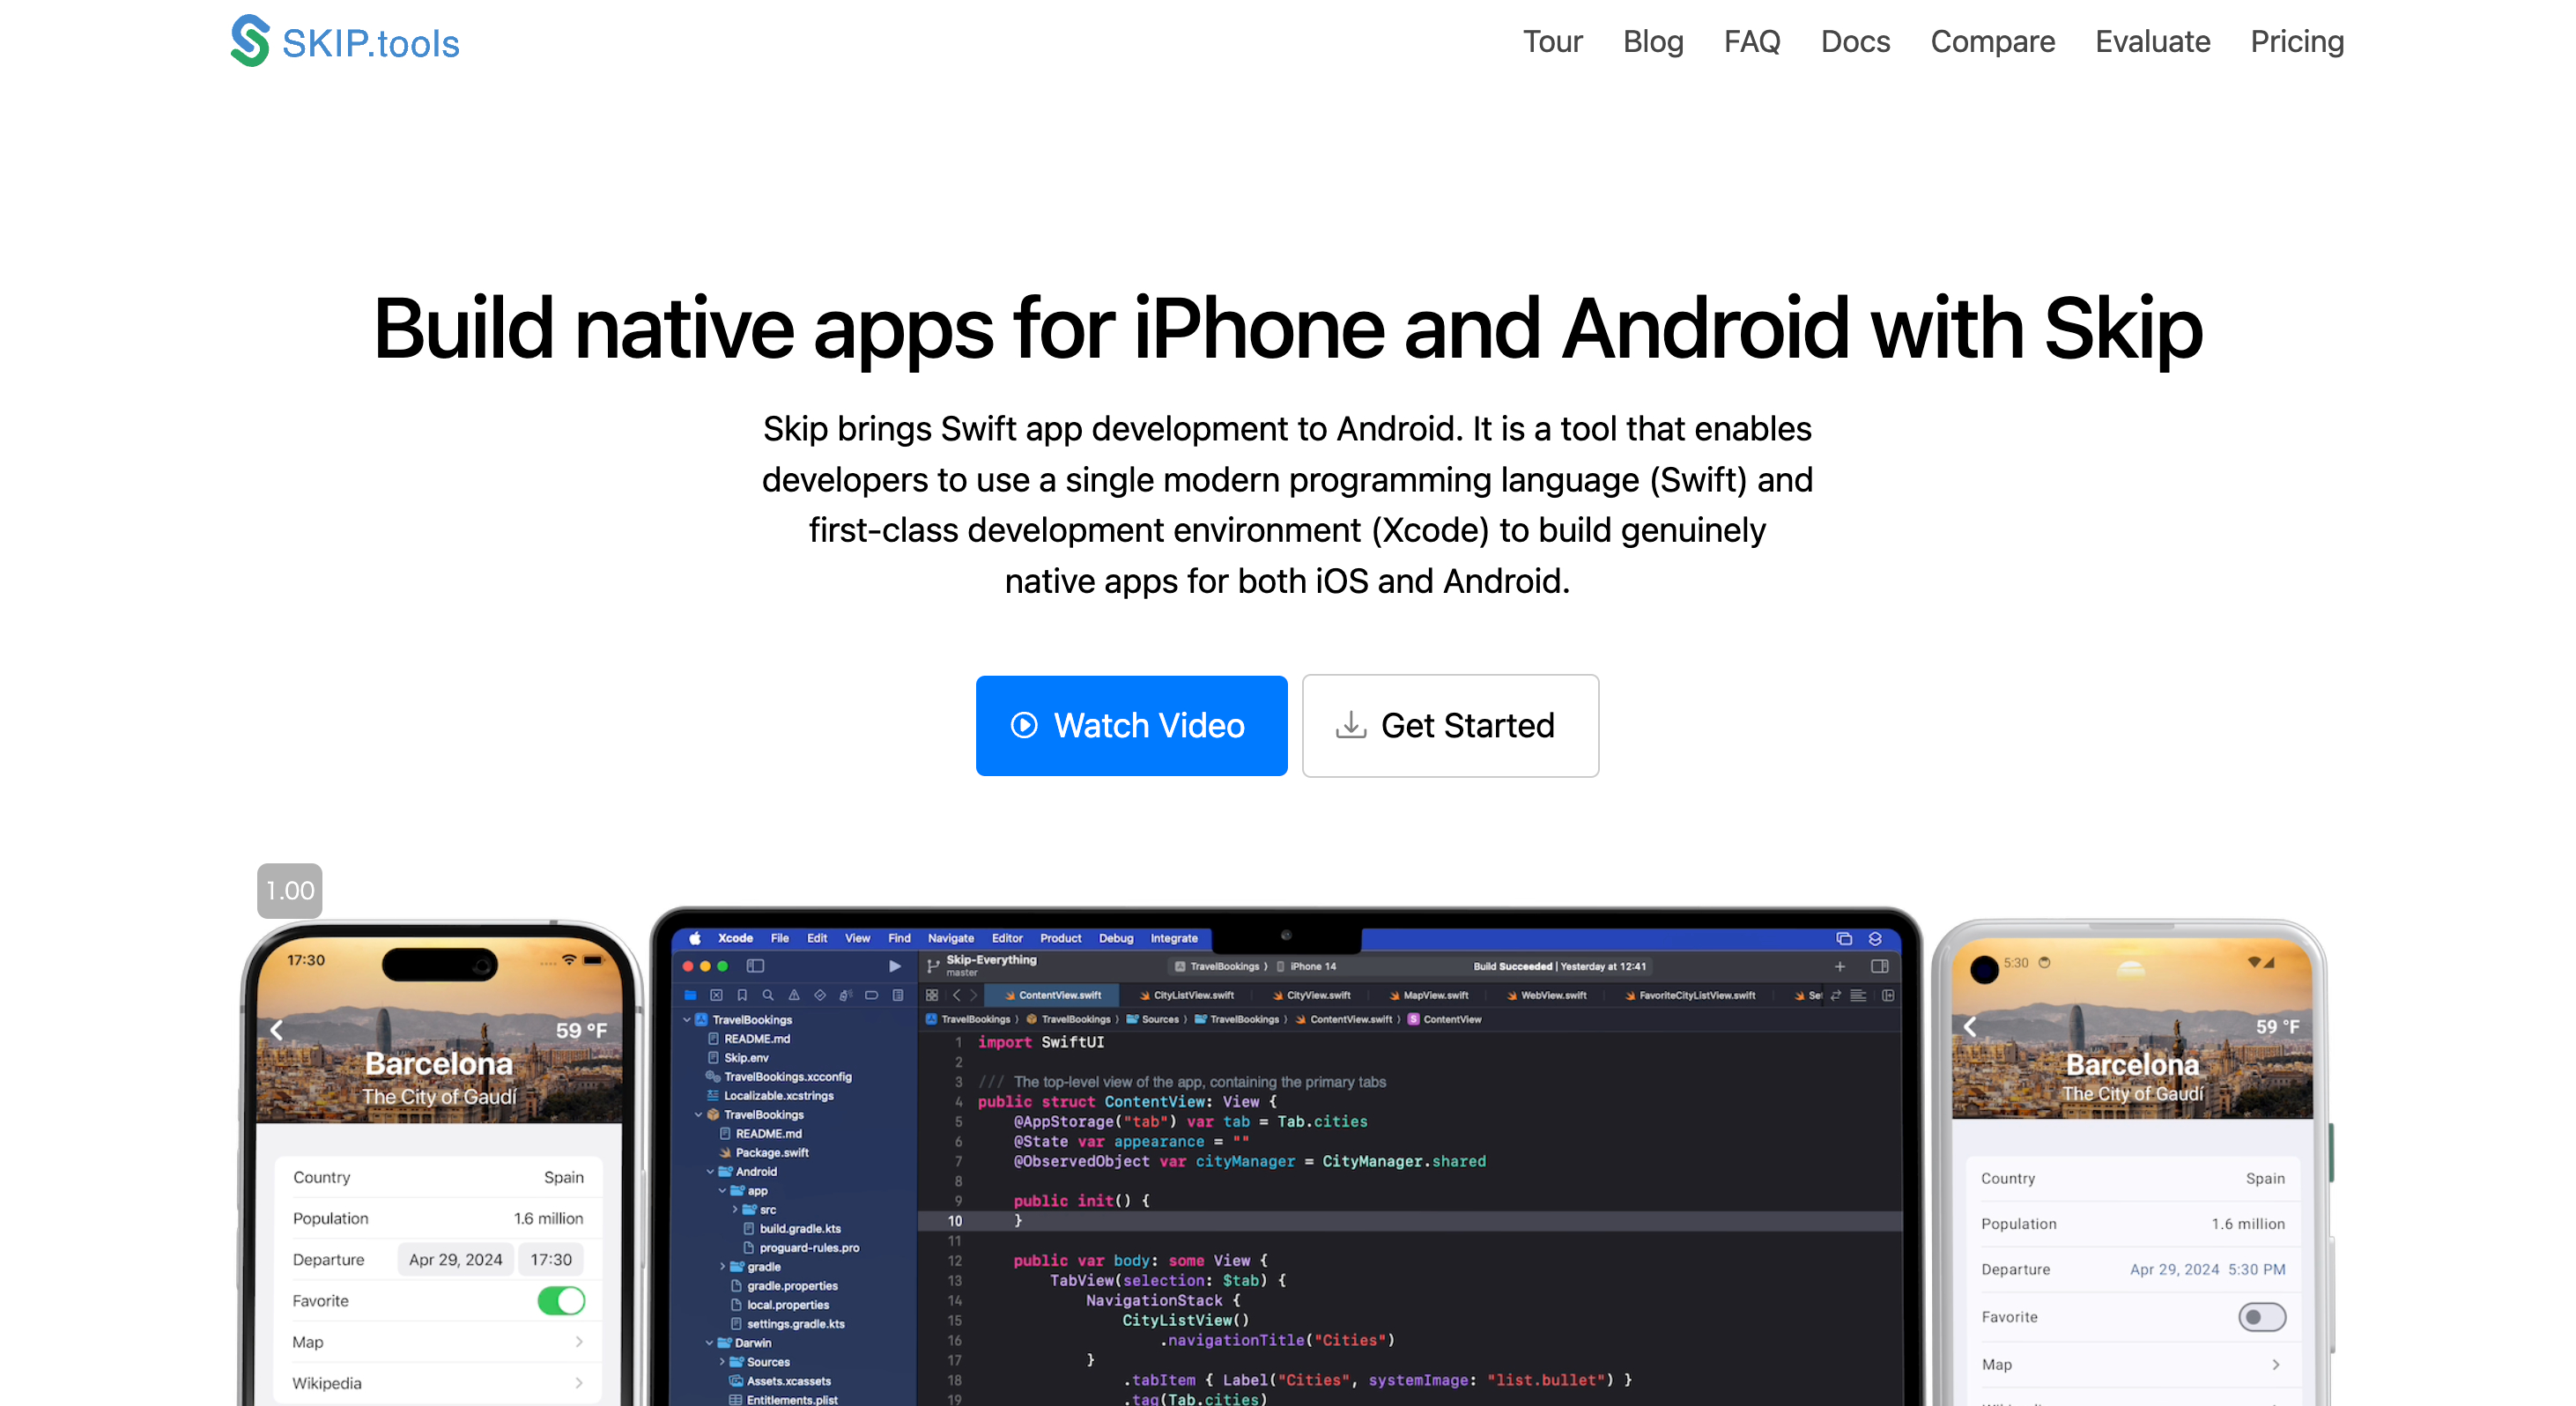 SKIP.tools
Tour Blog FAQ Docs Compare Evaluate Pricing
Build native apps for iPhone and Android with Skip
Skip brings Swift app development to Android. It is a tool that enables
developers to use a single modern programming language (Swift) and
first-class development environment (Xcode) to build genuinely
native apps for both iOS and Android.
Watch Video
Get Started
1.00
17:30
59 °F
Barcelona
The City of Gaudí
Country Spain
Population 1.6 million
Departure Apr 29, 2024 17:30
Favorite
Map
Wikipedia
Xcode File Edit View Find Navigate Editor Product Debug Integrate
Skip-Everything
master
TravelBookings ⟩ iPhone 14
Build Succeeded | Yesterday at 12:41
ContentView.swift CityListView.swift CityView.swift MapView.swift WebView.swift FavoriteCityListView.swift
TravelBookings ⟩ TravelBookings ⟩ Sources ⟩ TravelBookings ⟩ ContentView.swift ⟩ S ContentView
TravelBookings
README.md
Skip.env
TravelBookings.xcconfig
Localizable.xcstrings
TravelBookings
README.md
Package.swift
Android
app
src
build.gradle.kts
proguard-rules.pro
gradle
gradle.properties
local.properties
settings.gradle.kts
Darwin
Sources
Assets.xcassets
Entitlements.plist
1 import SwiftUI
2
3 /// The top-level view of the app, containing the primary tabs
4 public struct ContentView: View {
5 @AppStorage("tab") var tab = Tab.cities
6 @State var appearance = ""
7 @ObservedObject var cityManager = CityManager.shared
8
9 public init() {
10 }
11
12 public var body: some View {
13 TabView(selection: $tab) {
14 NavigationStack {
15 CityListView()
16 .navigationTitle("Cities")
17 }
18 .tabItem { Label("Cities", systemImage: "list.bullet") }
19 .tag(Tab.cities)
5:30
59 °F
Barcelona
The City of Gaudí
Country Spain
Population 1.6 million
Departure Apr 29, 2024 5:30 PM
Favorite
Map